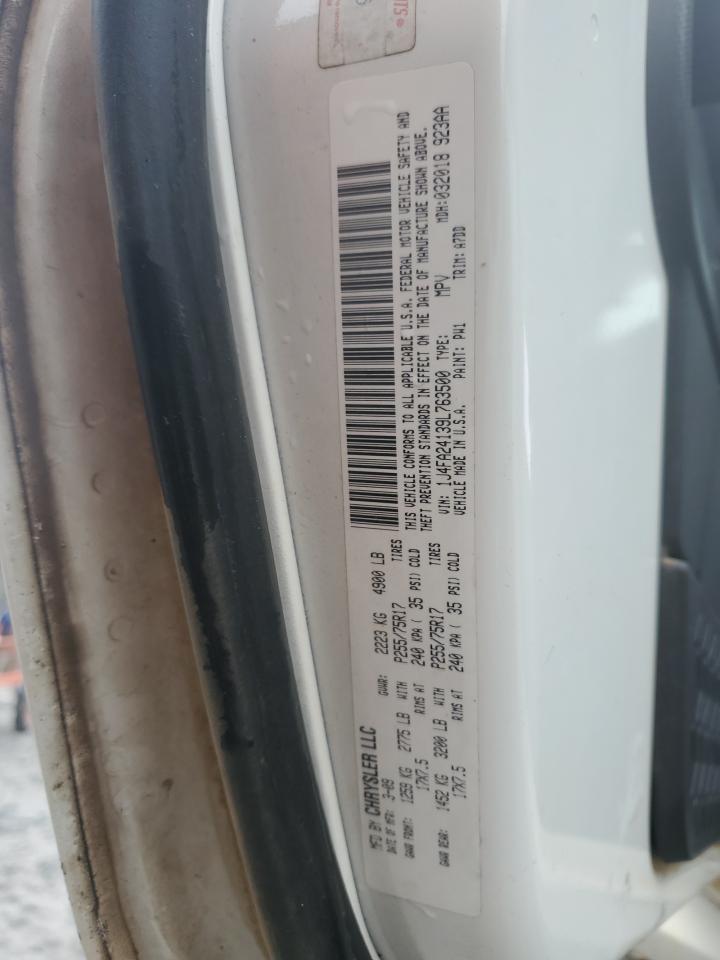 MFD BY CHRYSLER LLC
DATE OF MFR: 3-09 GVWR: 2223 KG 4900 LB
GAWR FRONT: 1259 KG 2775 LB WITH P255/75R17 TIRES
17X7.5 RIMS AT 240 KPA ( 35 PSI) COLD
GAWR REAR: 1452 KG 3200 LB WITH P255/75R17 TIRES
17X7.5 RIMS AT 240 KPA ( 35 PSI) COLD
THIS VEHICLE CONFORMS TO ALL APPLICABLE U.S.A. FEDERAL MOTOR VEHICLE SAFETY AND
THEFT PREVENTION STANDARDS IN EFFECT ON THE DATE OF MANUFACTURE SHOWN ABOVE.
VIN: 1J4FA24139L763500 TYPE: MPV MDH:032018 923AA
VEHICLE MADE IN U.S.A. PAINT: PW1 TRIM: A7DD